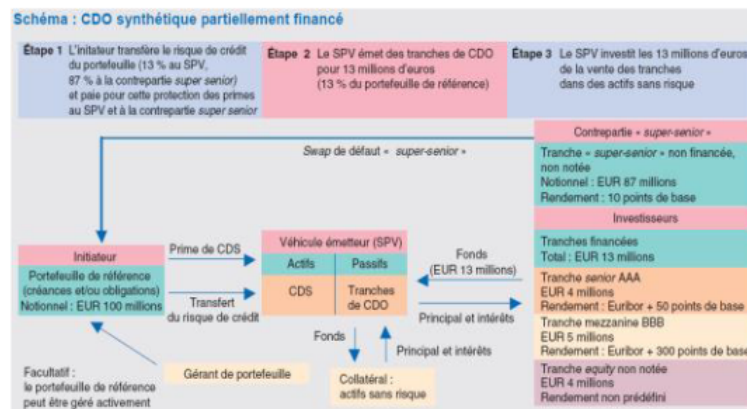 Schéma : CDO synthétique partiellement financé
Étape 1 L'initiateur transfère le risque de crédit
du portefeuille (13 % au SPV,
87 % à la contrepartie super senior)
et paie pour cette protection des primes
au SPV et à la contrepartie super senior
Étape 2 Le SPV émet des tranches de CDO
pour 13 millions d'euros
(13 % du portefeuille de référence)
Étape 3 Le SPV investit les 13 millions d'euros
de la vente des tranches
dans des actifs sans risque
Contrepartie « super-senior »
Swap de défaut « super-senior »
Tranche « super-senior » non financée,
non notée
Notionnel : EUR 87 millions
Rendement : 10 points de base
Investisseurs
Tranches financées
Total : EUR 13 millions
Tranche senior AAA
EUR 4 millions
Rendement : Euribor + 50 points de base
Tranche mezzanine BBB
EUR 5 millions
Rendement : Euribor + 300 points de base
Tranche equity non notée
EUR 4 millions
Rendement non prédéfini
Initiateur
Portefeuille de référence
(créances et/ou obligations)
Notionnel : EUR 100 millions
Prime de CDS
Transfert
du risque de crédit
Véhicule émetteur (SPV)
Actifs
Passifs
CDS
Tranches
de CDO
Fonds
(EUR 13 millions)
Principal et intérêts
Fonds
Principal et intérêts
Collatéral :
actifs sans risque
Gérant de portefeuille
Facultatif :
le portefeuille de référence
peut être géré activement